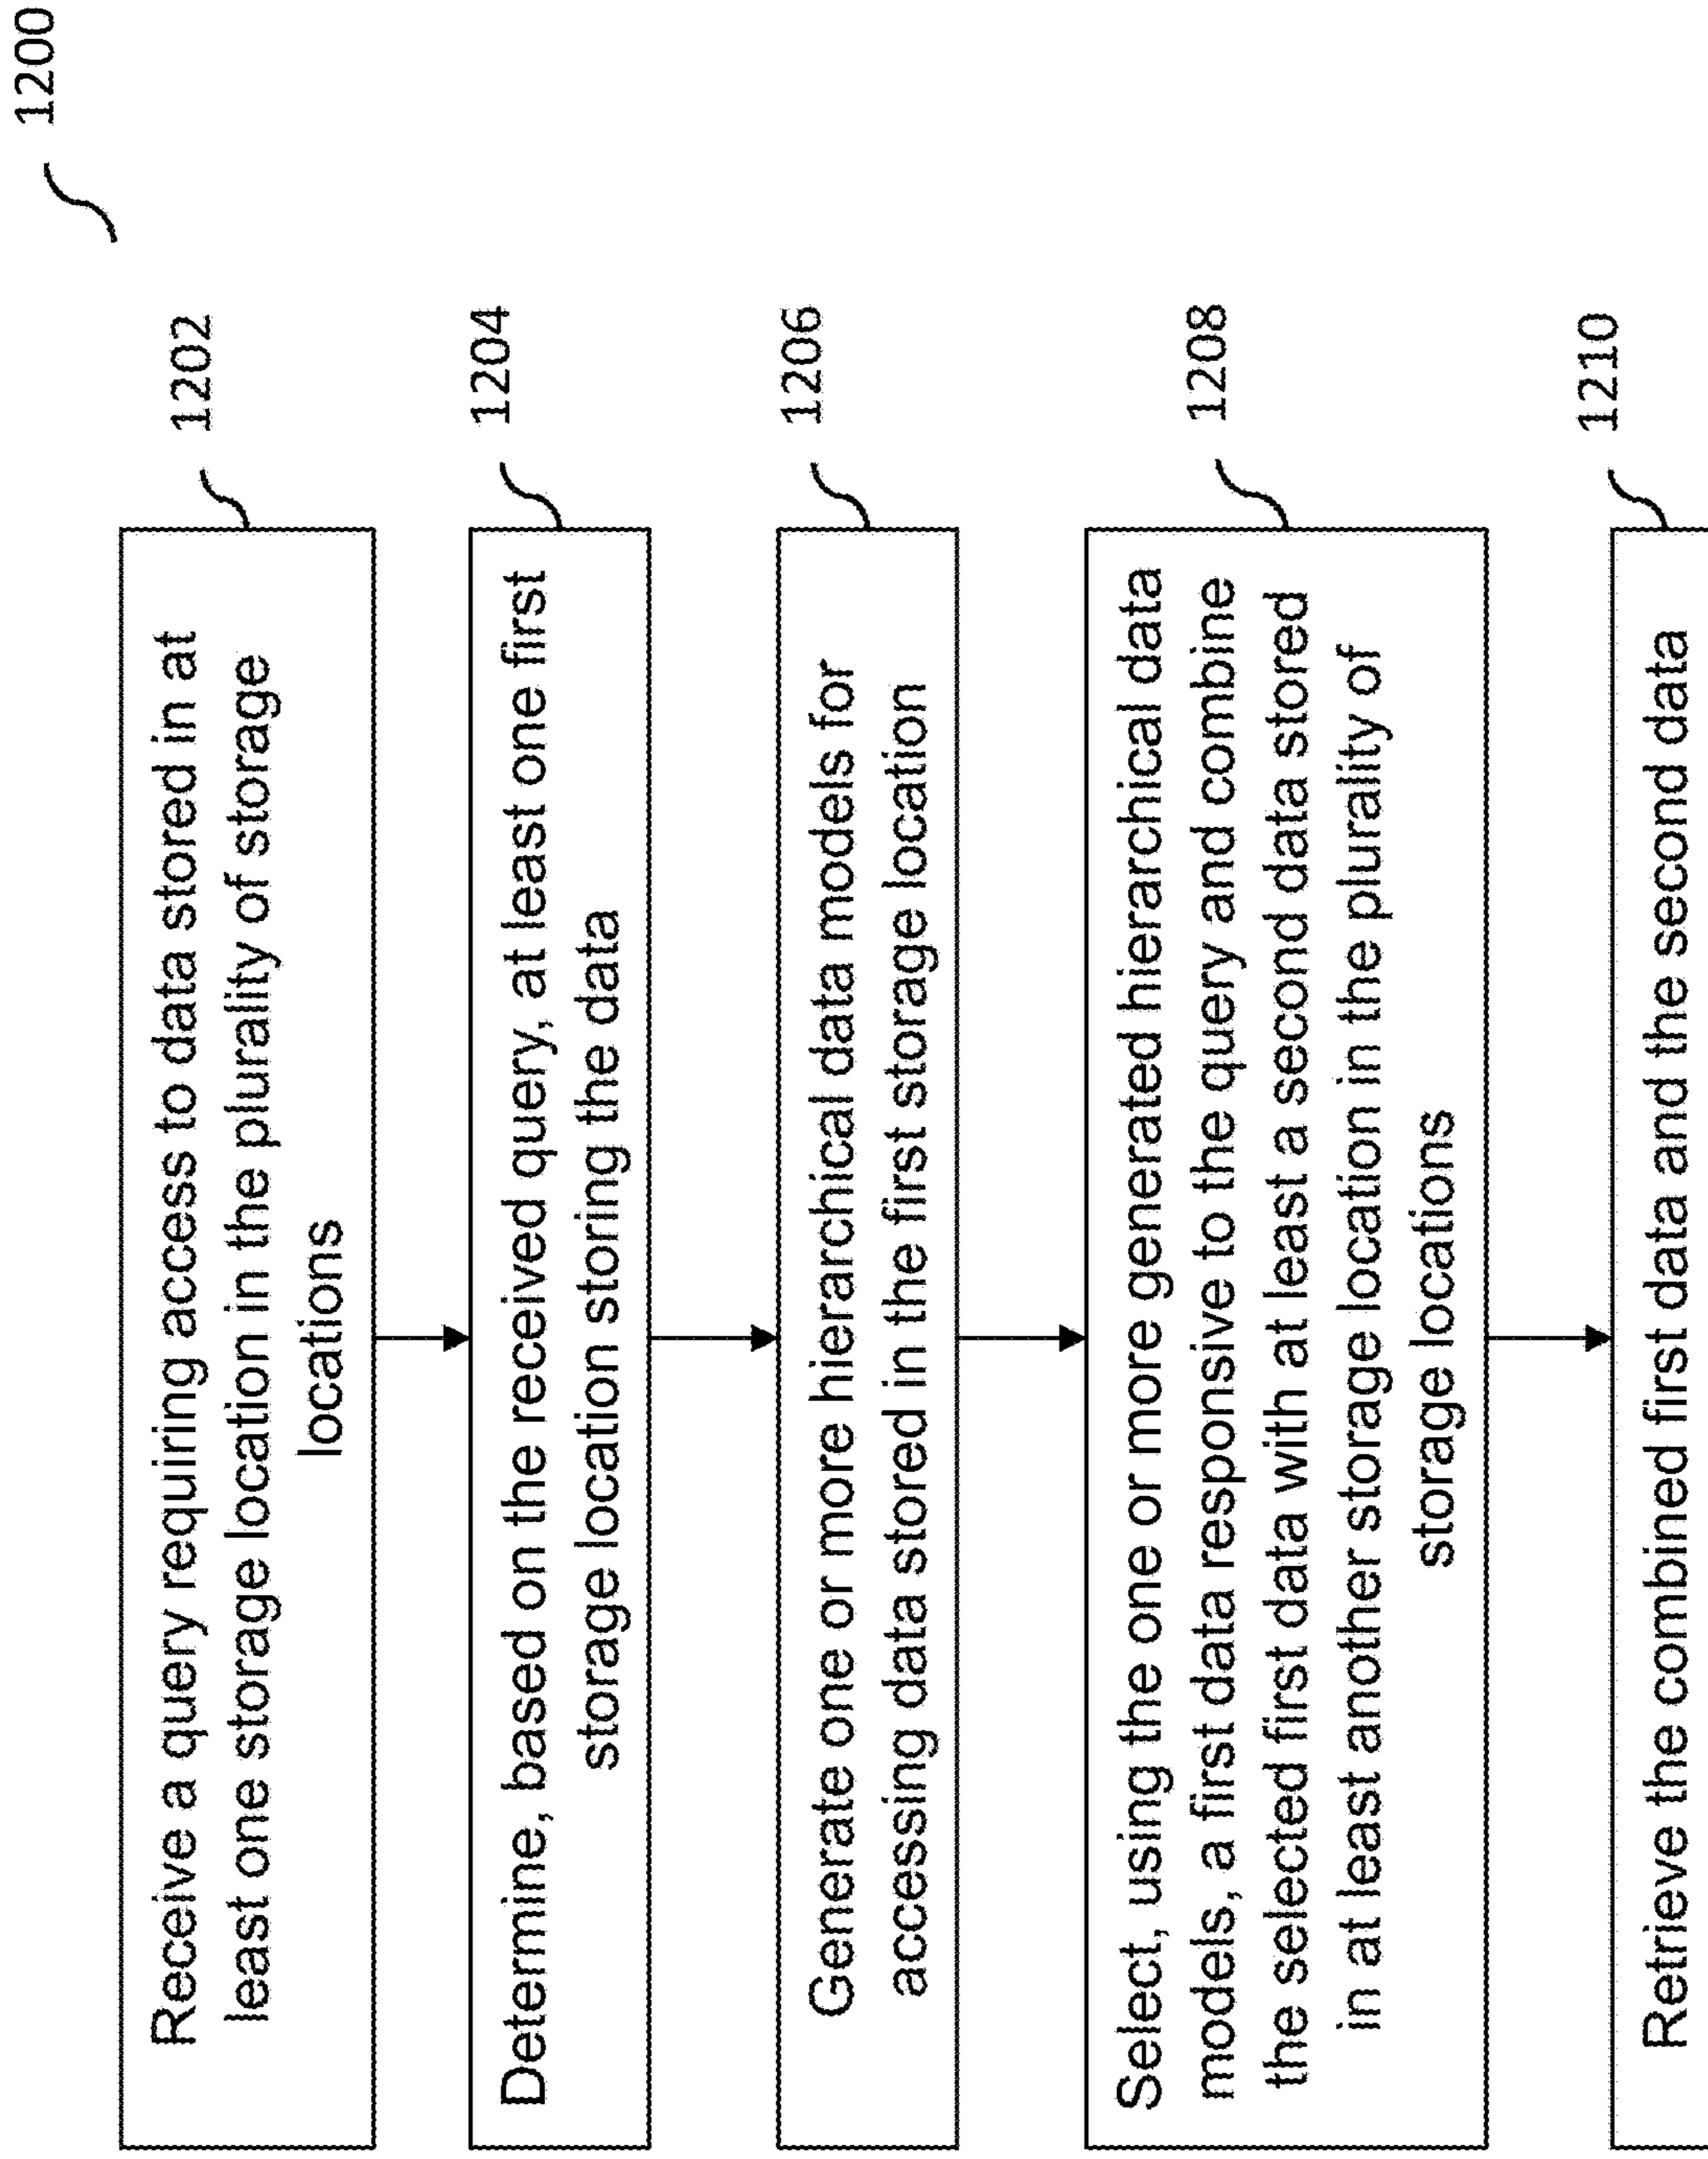 1200
1202
Receive a query requiring access to data stored in at
least one storage location in the plurality of storage
locations
1204
Determine, based on the received query, at least one first
storage location storing the data
1206
Generate one or more hierarchical data models for
accessing data stored in the first storage location
1208
Select, using the one or more generated hierarchical data
models, a first data responsive to the query and combine
the selected first data with at least a second data stored
in at least another storage location in the plurality of
storage locations
1210
Retrieve the combined first data and the second data